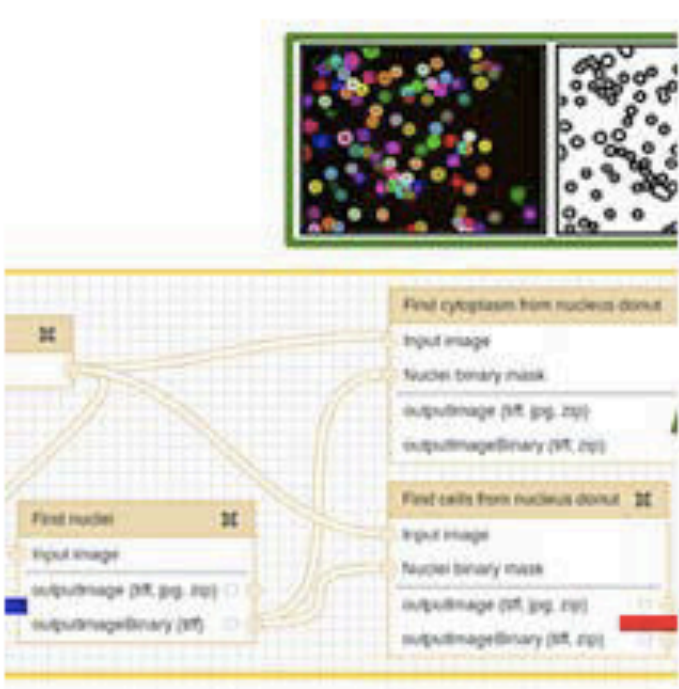 Find cytoplasm from nucleus donut
Input image
Nuclei binary mask
outputImage (tiff, jpg, zip)
outputImageBinary (tiff, zip)
Find cells from nucleus donut
Input image
Nuclei binary mask
outputImage (tiff, jpg, zip)
outputImageBinary (tiff, zip)
Find nuclei
Input image
outputImage (tiff, jpg, zip)
outputImageBinary (tiff)